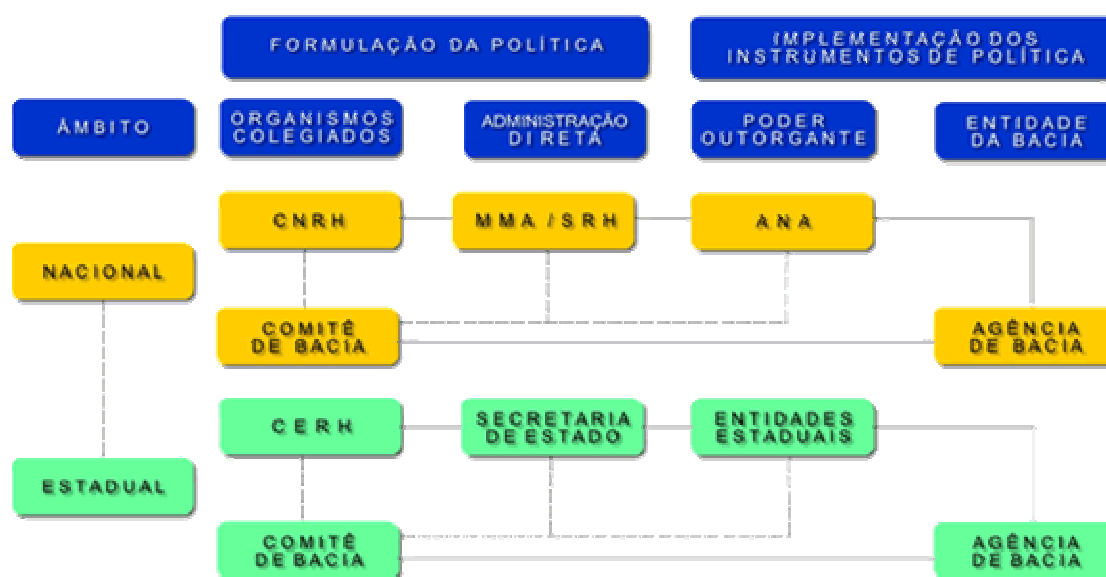 FORMULAÇÃO DA POLÍTICA
IMPLEMENTAÇÃO DOS
INSTRUMENTOS DE POLÍTICA
ÂMBITO
ORGANISMOS
COLEGIADOS
ADMINISTRAÇÃO
DIRETA
PODER
OUTORGANTE
ENTIDADE
DA BACIA
CNRH
MMA / SRH
ANA
NACIONAL
COMITÊ
DE BACIA
AGÊNCIA
DE BACIA
CERH
SECRETARIA
DE ESTADO
ENTIDADES
ESTADUAIS
ESTADUAL
COMITÊ
DE BACIA
AGÊNCIA
DE BACIA